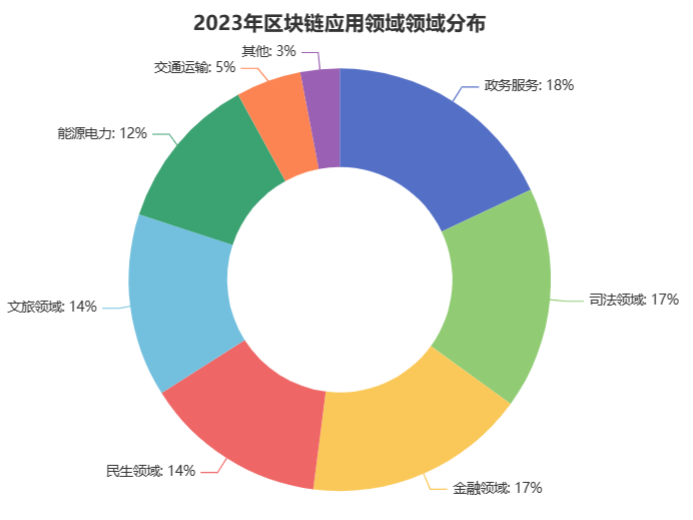 2023年区块链应用领域领域分布
其他: 3%
交通运输: 5%
政务服务: 18%
能源电力: 12%
司法领域: 17%
文旅领域: 14%
民生领域: 14%
金融领域: 17%